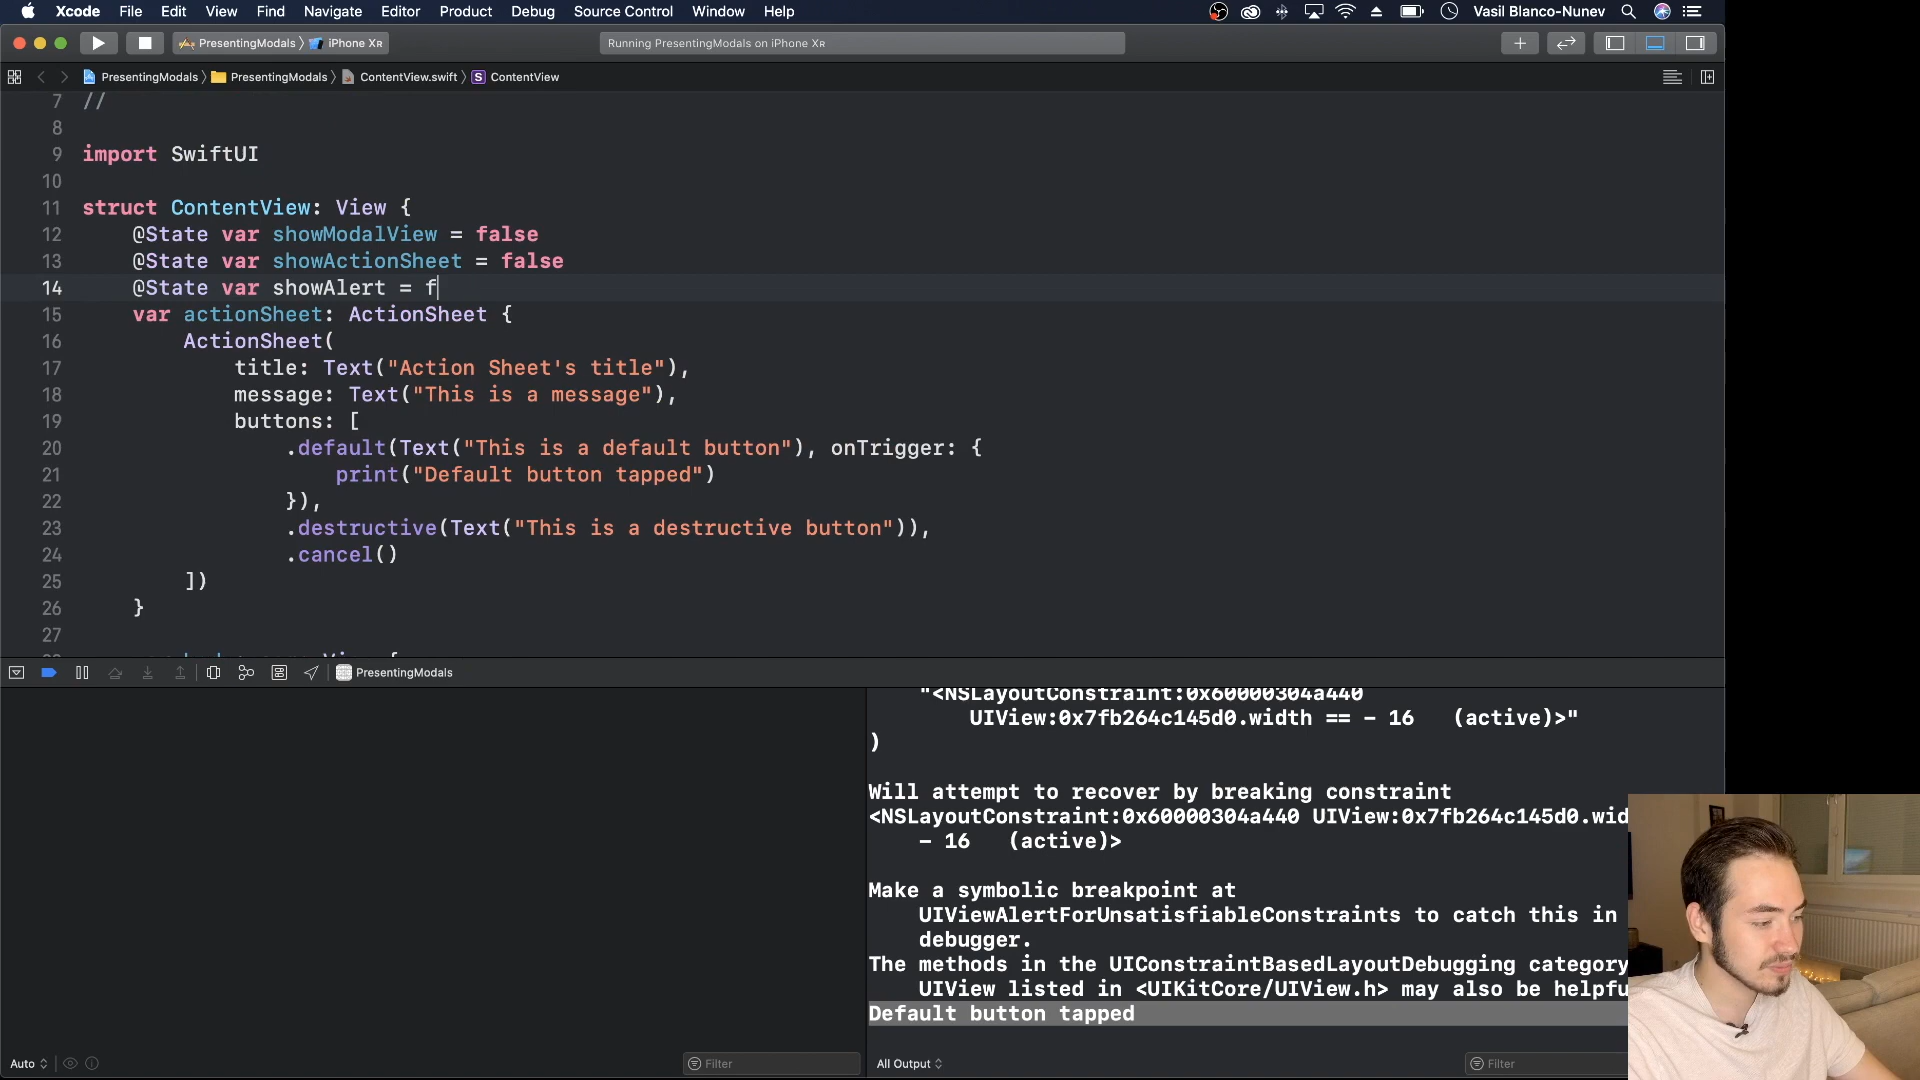 Xcode File Edit View Find Navigate Editor Product Debug Source Control Window Help Vasil Blanco-Nunev
PresentingModals iPhone Xʀ Running PresentingModals on iPhone Xʀ
PresentingModals PresentingModals ContentView.swift S ContentView
7 //
8
9 import SwiftUI
10
11 struct ContentView: View {
12 @State var showModalView = false
13 @State var showActionSheet = false
14 @State var showAlert = f
15 var actionSheet: ActionSheet {
16 ActionSheet(
17 title: Text("Action Sheet's title"),
18 message: Text("This is a message"),
19 buttons: [
20 .default(Text("This is a default button"), onTrigger: {
21 print("Default button tapped")
22 }),
23 .destructive(Text("This is a destructive button")),
24 .cancel()
25 ])
26 }
27
PresentingModals
"<NSLayoutConstraint:0x60000304a440
UIView:0x7fb264c145d0.width == - 16 (active)>"
)
Will attempt to recover by breaking constraint
<NSLayoutConstraint:0x60000304a440 UIView:0x7fb264c145d0.wid
- 16 (active)>
Make a symbolic breakpoint at
UIViewAlertForUnsatisfiableConstraints to catch this in
debugger.
The methods in the UIConstraintBasedLayoutDebugging category
UIView listed in <UIKitCore/UIView.h> may also be helpfu
Default button tapped
Auto Filter All Output Filter